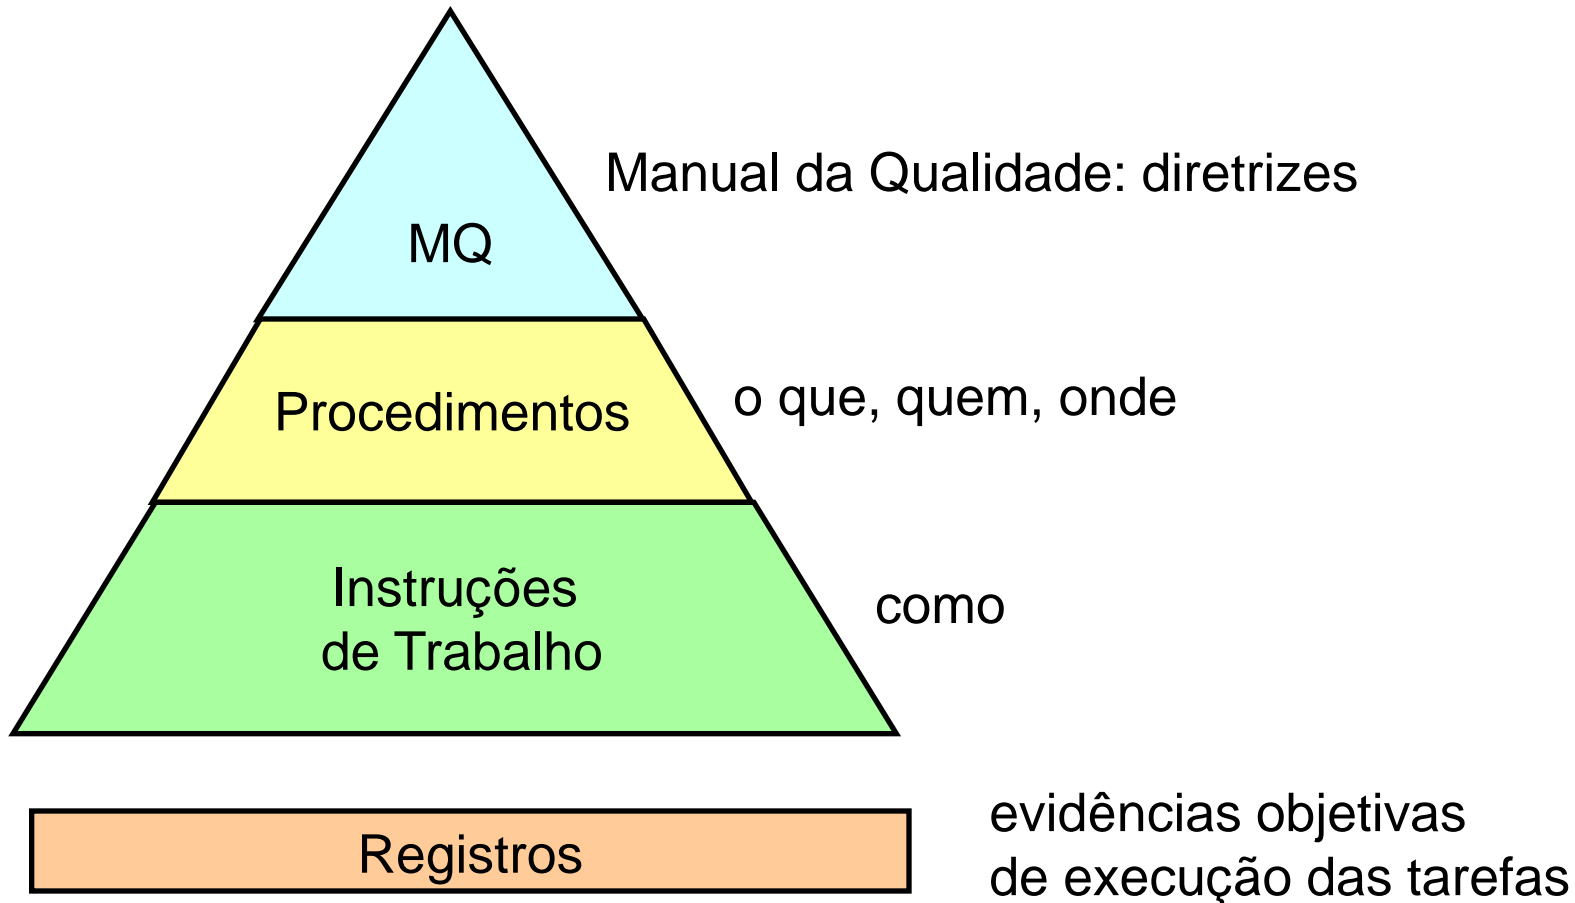 Manual da Qualidade: diretrizes
MQ
Procedimentos
o que, quem, onde
Instruções
de Trabalho
como
Registros
evidências objetivas
de execução das tarefas